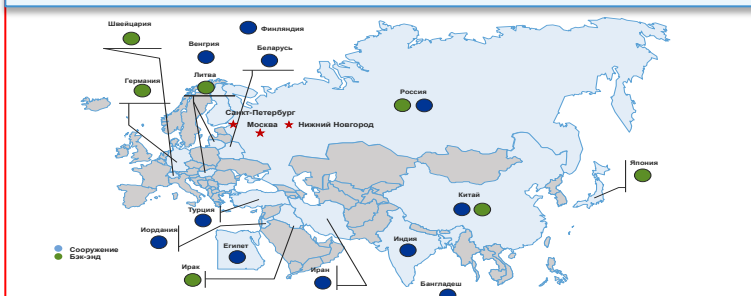 Швейцария
Финляндия
Венгрия
Беларусь
Германия
Литва
Россия
Санкт-Петербург
Москва
Нижний Новгород
Япония
Китай
Турция
Иордания
Египет
Индия
Сооружение
Бэк-энд
Ирак
Иран
Бангладеш